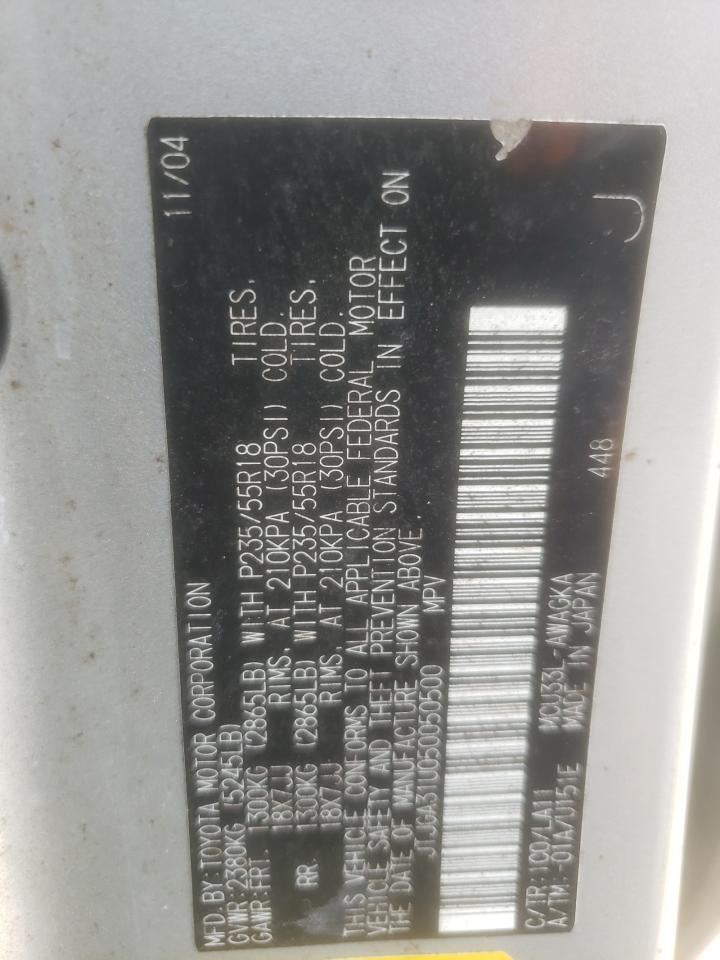 MFD. BY: TOYOTA MOTOR CORPORATION 11/04
GVWR: 2380KG (5245LB)
GAWR: FRT. 1300KG (2865LB) WITH P235/55R18 TIRES,
18X7JJ RIMS, AT 210KPA (30PSI) COLD.
RR. 1300KG (2865LB) WITH P235/55R18 TIRES,
18X7JJ RIMS, AT 210KPA (30PSI) COLD.
THIS VEHICLE CONFORMS TO ALL APPLICABLE FEDERAL MOTOR
VEHICLE SAFETY AND THEFT PREVENTION STANDARDS IN EFFECT ON
THE DATE OF MANUFACTURE SHOWN ABOVE.
JTJGA31U050050500 MPV
C/TR: 1C0/LA11 MCU33L-AWAGKA 448
A/TM: -01A/U151E MADE IN JAPAN
J